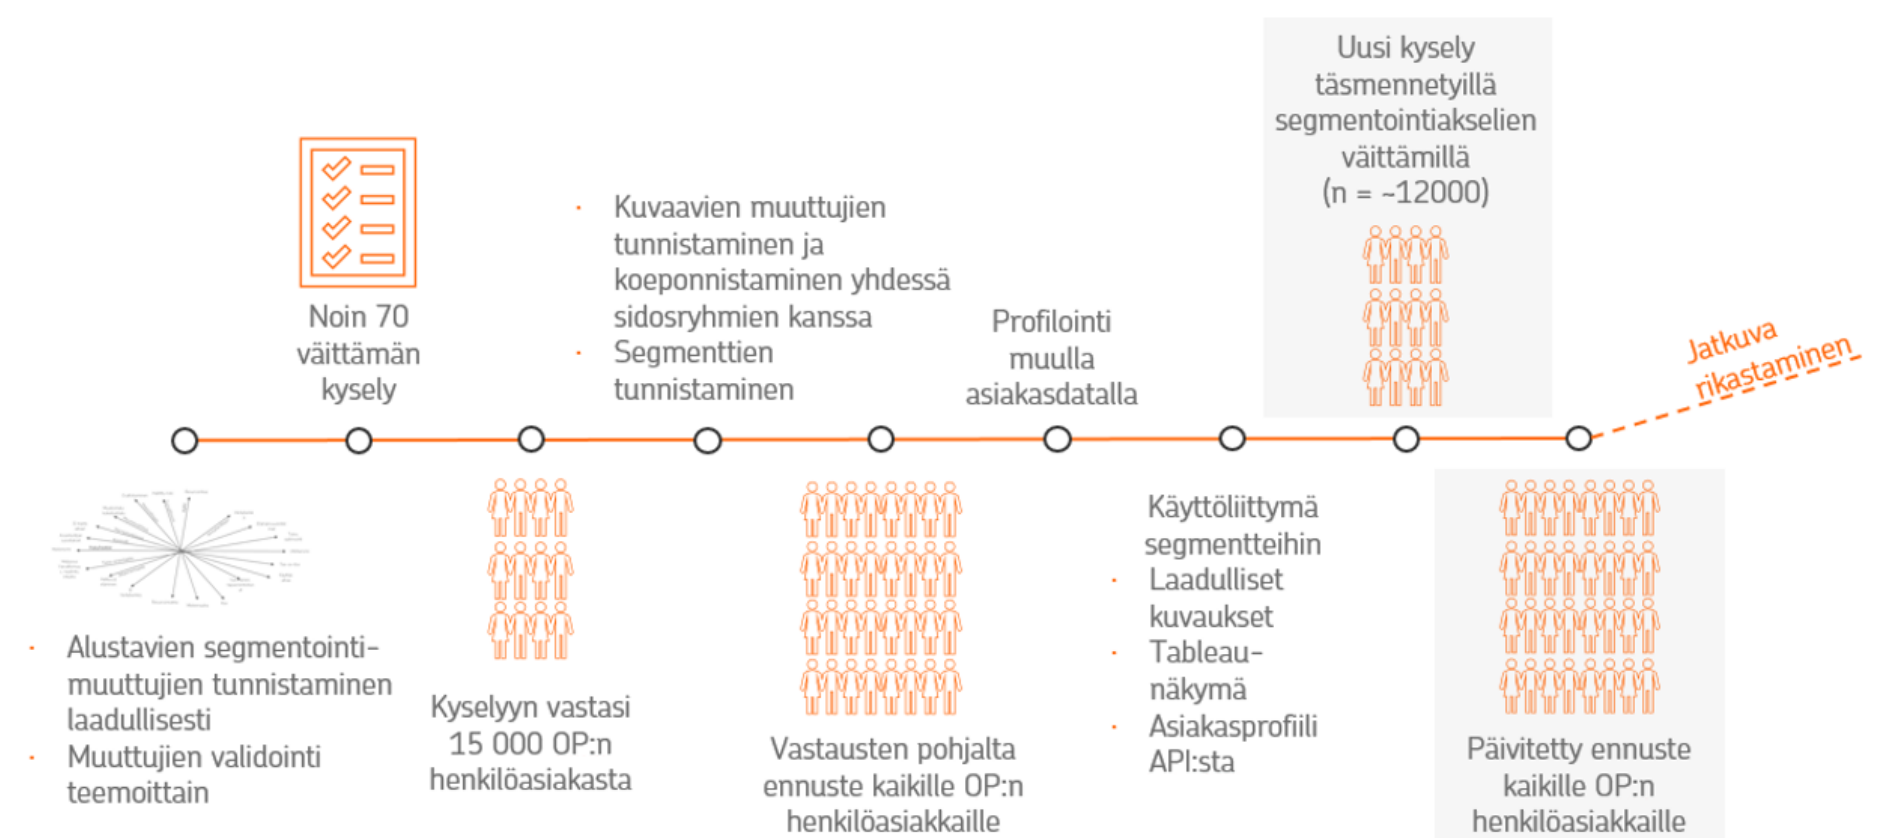 Noin 70
väittämän
kysely
· Kuvaavien muuttujien
tunnistaminen ja
koeponnistaminen yhdessä
sidosryhmien kanssa
· Segmenttien
tunnistaminen
Profilointi
muulla
asiakasdatalla
Uusi kysely
täsmennetyillä
segmentointiakselien
väittämillä
(n = ~12000)
Jatkuva
rikastaminen
· Alustavien segmentointi-
muuttujien tunnistaminen
laadullisesti
· Muuttujien validointi
teemoittain
Kyselyyn vastasi
15 000 OP:n
henkilöasiakasta
Vastausten pohjalta
ennuste kaikille OP:n
henkilöasiakkaille
Käyttöliittymä
segmentteihin
· Laadulliset
kuvaukset
· Tableau-
näkymä
· Asiakasprofiili
API:sta
Päivitetty ennuste
kaikille OP:n
henkilöasiakkaille